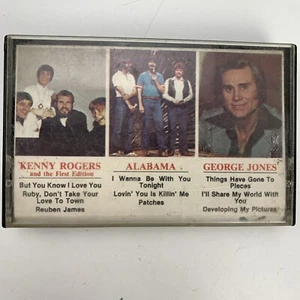 KENNY ROGERS
and the First Edition
But You Know I Love You
Ruby, Don't Take Your
Love To Town
Reuben James
ALABAMA
I Wanna Be With You
Tonight
Lovin' You Is Killin' Me
Patches
GEORGE JONES
Things Have Gone To
Pieces
I'll Share My World With
You
Developing My Pictures